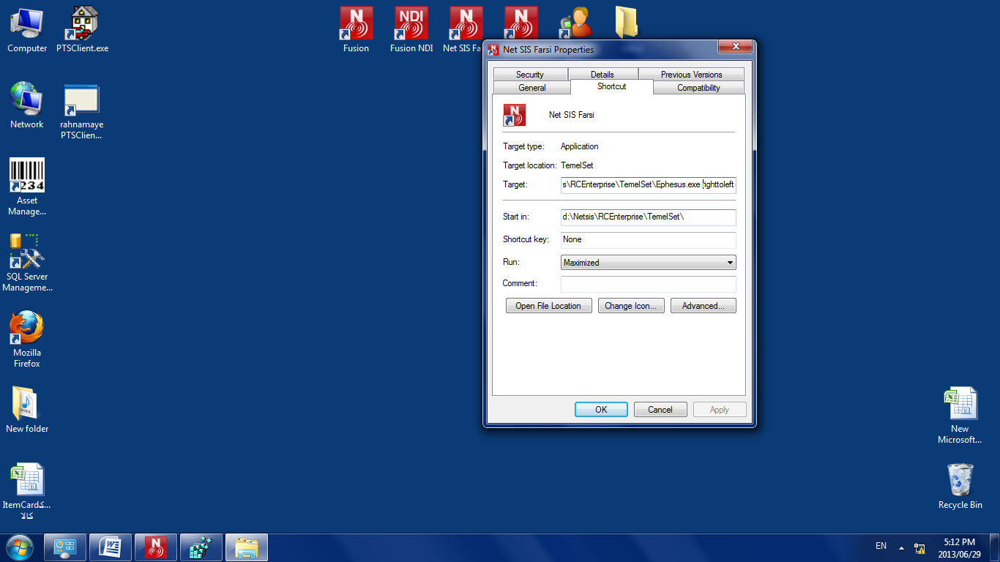 Computer
PTSClient.exe
Fusion
Fusion NDI
Net SIS Fa
Network
rahnamaye
PTSClien...
1234
Asset
Manage...
SQL Server
Manageme...
Mozilla
Firefox
WMA
New folder
ItemCardک...
کالا
Net SIS Farsi Properties
Security
Details
Previous Versions
General
Shortcut
Compatibility
Net SIS Farsi
Target type:
Application
Target location:
TemelSet
Target:
s\RCEnterprise\TemelSet\Ephesus.exe righttoleft
Start in:
d:\Netsis\RCEnterprise\TemelSet\
Shortcut key:
None
Run:
Maximized
Comment:
Open File Location
Change Icon...
Advanced...
OK
Cancel
Apply
New
Microsoft...
Recycle Bin
EN
5:12 PM
2013/06/29